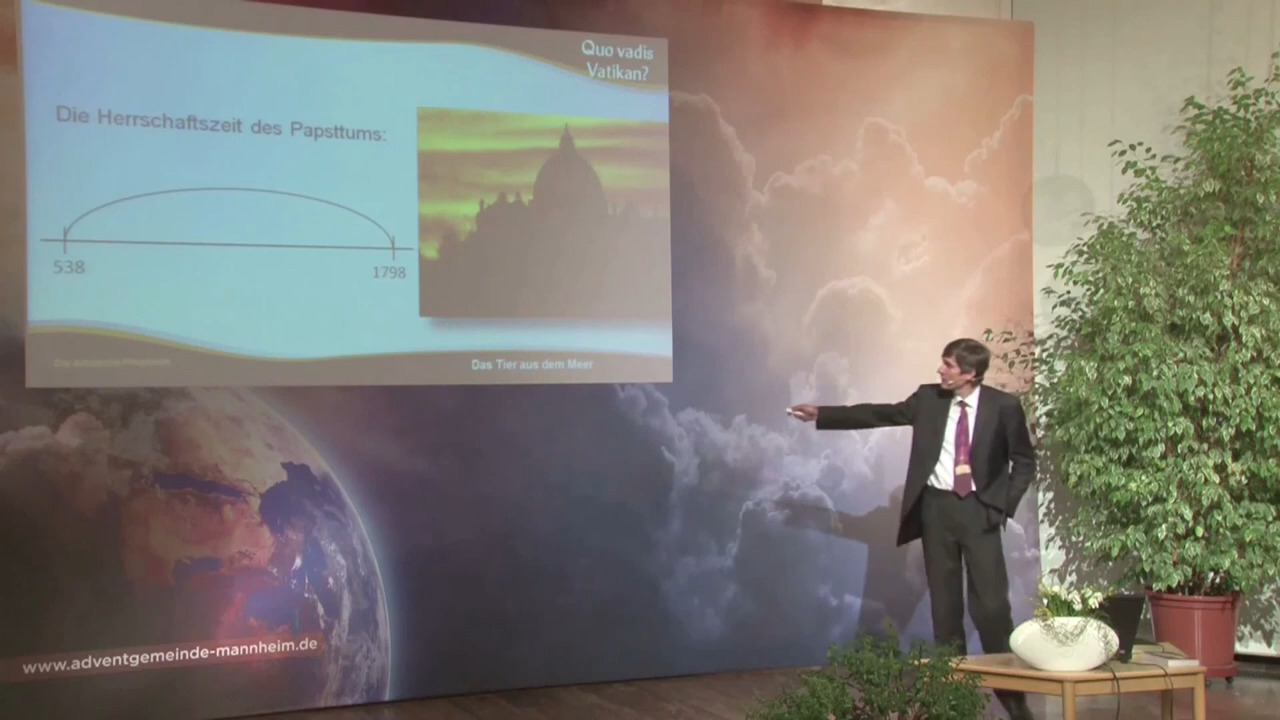 Quo vadis
Vatikan?
Die Herrschaftszeit des Papsttums:
538
1798
Das Tier aus dem Meer
www.adventgemeinde-mannheim.de